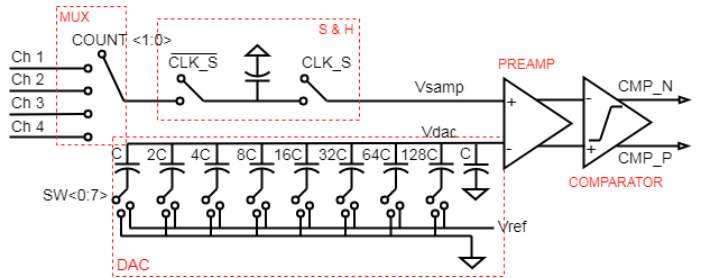 MUX
S & H
COUNT <1:0>
CLK_S
CLK_S
Ch 1
Ch 2
Ch 3
Ch 4
Vsamp
PREAMP
CMP_N
+
-
Vdac
-
+
CMP_P
COMPARATOR
C
2C
4C
8C
16C
32C
64C
128C
C
SW<0:7>
Vref
DAC